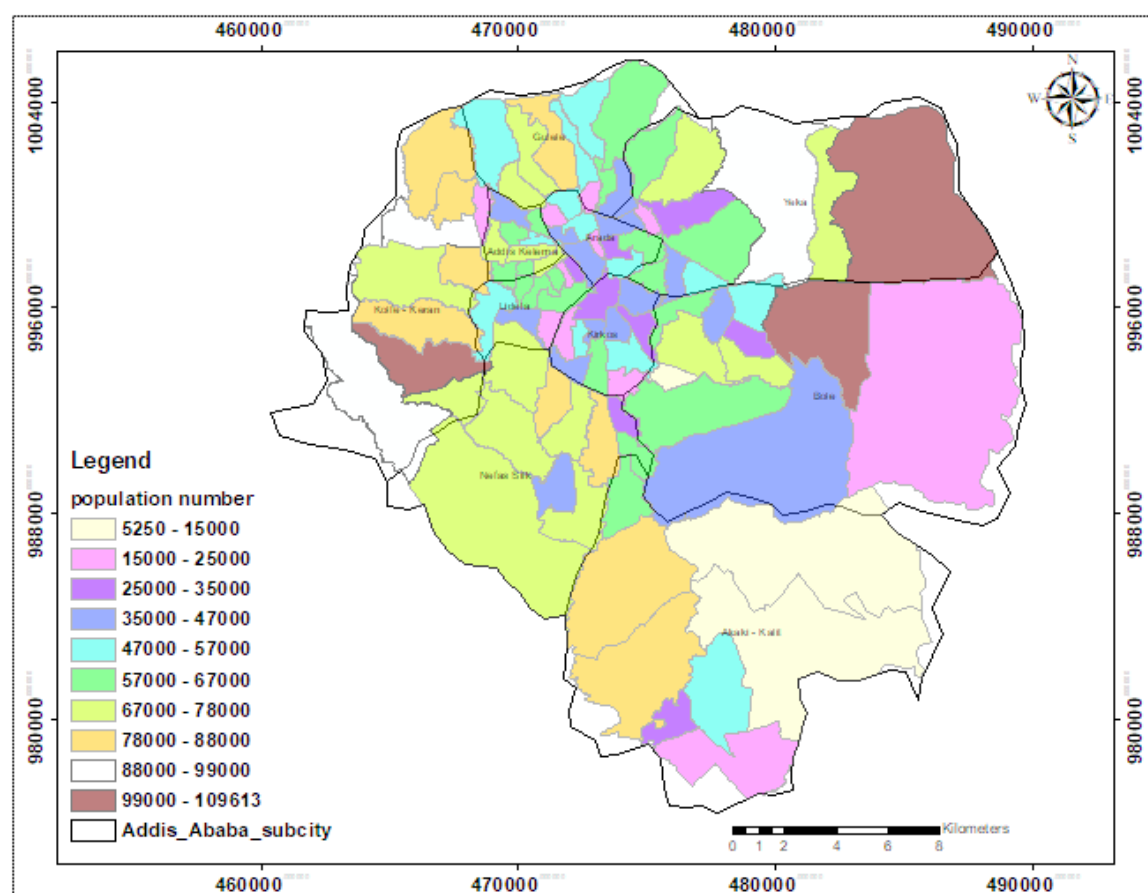 460000 470000 480000 490000
1004000
996000
988000
980000
1004000
996000
988000
980000
N
W E
S
Gulele
Yeka
Arada
Addis Ketema
Lideta
Kirkos
Bole
Nefas Silk
Akaki - Kalit
Legend
population number
5250 - 15000
15000 - 25000
25000 - 35000
35000 - 47000
47000 - 57000
57000 - 67000
67000 - 78000
78000 - 88000
88000 - 99000
99000 - 109613
Addis_Ababa_subcity
Kilometers
0 1 2 4 6 8
460000 470000 480000 490000